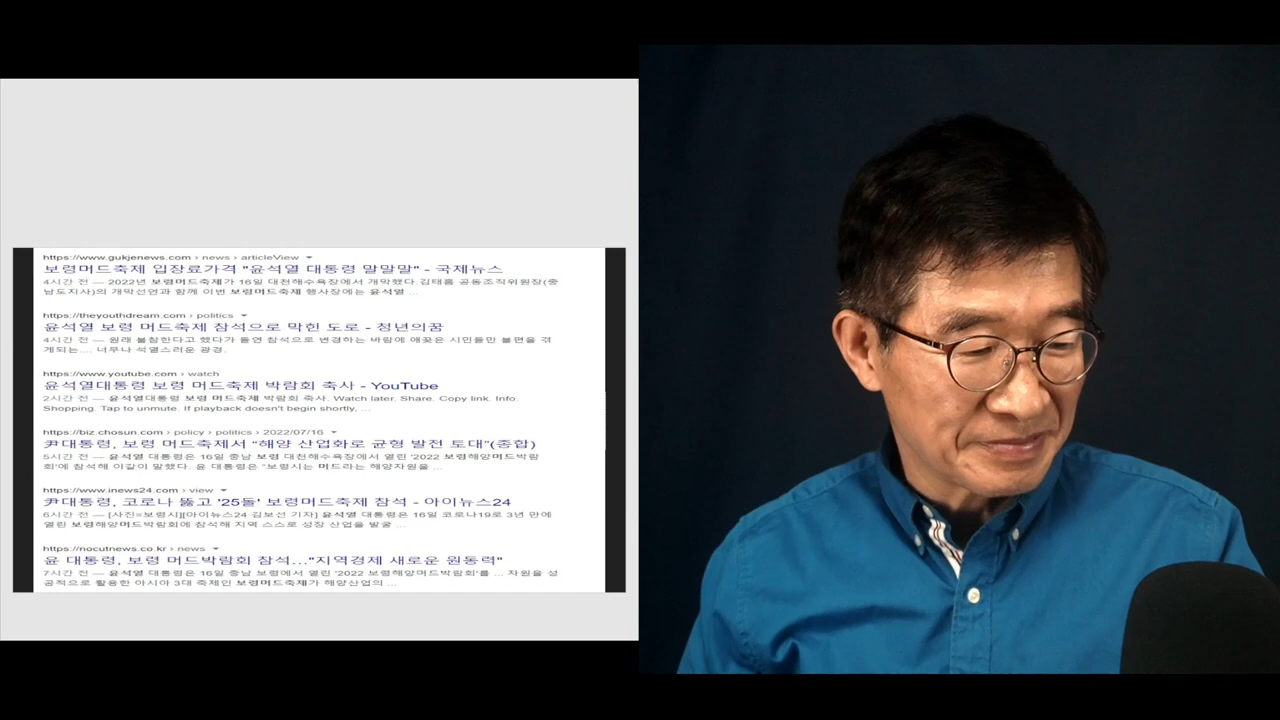 https://www.gukjenews.com › news › articleView
보령머드축제 입장료가격 "윤석열 대통령 말말말" - 국제뉴스
4시간 전 — 2022년 보령머드축제가 16일 대천해수욕장에서 개막했다.김태흠 공동조직위원장(충
남도지사)의 개막선언과 함께 이번 보령머드축제 행사장에는 윤석열 ...
https://theyouthdream.com › politics
윤석열 보령 머드축제 참석으로 막힌 도로 - 청년의꿈
4시간 전 — 원래 불참한다고 했다가 돌연 참석으로 변경하는 바람에 애꿎은 시민들만 불편을 겪
게되는.... 너무나 석열스러운 광경.
https://www.youtube.com › watch
윤석열대통령 보령 머드축제 박람회 축사 - YouTube
2시간 전 — 윤석열대통령 보령 머드축제 박람회 축사. Watch later. Share. Copy link. Info.
Shopping. Tap to unmute. If playback doesn't begin shortly, ...
https://biz.chosun.com › policy › politics › 2022/07/16
尹대통령, 보령 머드축제서 “해양 산업화로 균형 발전 토대”(종합)
5시간 전 — 윤석열 대통령은 16일 충남 보령 대천해수욕장에서 열린 '2022 보령해양머드박람
회'에 참석해 이같이 말했다. 윤 대통령은 “보령시는 머드라는 해양자원을 ...
https://www.inews24.com › view
尹대통령, 코로나 뚫고 '25돌' 보령머드축제 참석 - 아이뉴스24
6시간 전 — [사진=보령시][아이뉴스24 김보선 기자] 윤석열 대통령은 16일 코로나19로 3년 만에
열린 보령해양머드박람회에 참석해 지역 스스로 성장 산업을 발굴 ...
https://nocutnews.co.kr › news
윤 대통령, 보령 머드박람회 참석…"지역경제 새로운 원동력"
7시간 전 — 윤석열 대통령은 16일 충남 보령에서 열린 '2022 보령해양머드박람회'를 ... 자원을 성
공적으로 활용한 아시아 3대 축제인 보령머드축제가 해양산업의 ...